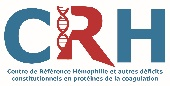 CRH
Centre de Référence Hémophilie et autres déficits
constitutionnels en protéines de la coagulation